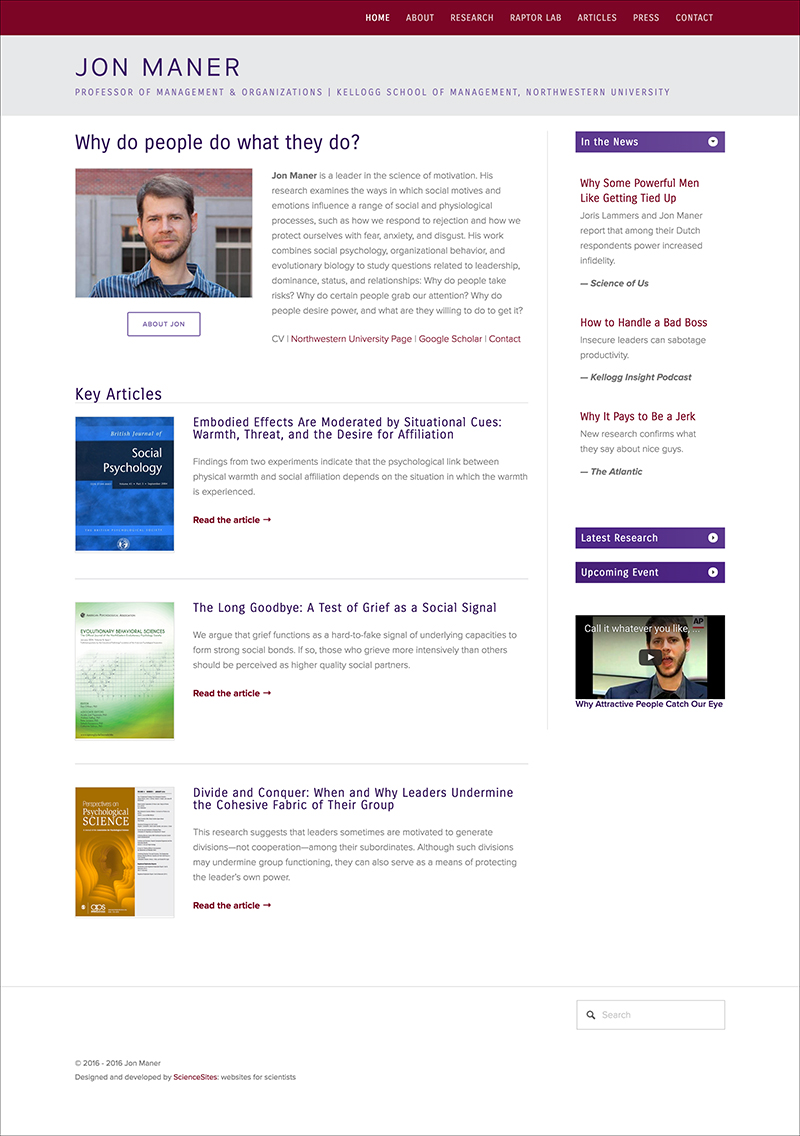 HOME ABOUT RESEARCH RAPTOR LAB ARTICLES PRESS CONTACT
JON MANER
PROFESSOR OF MANAGEMENT & ORGANIZATIONS | KELLOGG SCHOOL OF MANAGEMENT, NORTHWESTERN UNIVERSITY
Why do people do what they do?
Jon Maner is a leader in the science of motivation. His
research examines the ways in which social motives and
emotions influence a range of social and physiological
processes, such as how we respond to rejection and how we
protect ourselves with fear, anxiety, and disgust. His work
combines social psychology, organizational behavior, and
evolutionary biology to study questions related to leadership,
dominance, status, and relationships: Why do people take
risks? Why do certain people grab our attention? Why do
people desire power, and what are they willing to do to get it?
ABOUT JON
CV | Northwestern University Page | Google Scholar | Contact
Key Articles
British Journal of
Social
Psychology
THE BRITISH PSYCHOLOGICAL SOCIETY
Embodied Effects Are Moderated by Situational Cues:
Warmth, Threat, and the Desire for Affiliation
Findings from two experiments indicate that the psychological link between
physical warmth and social affiliation depends on the situation in which the warmth
is experienced.
Read the article →
EVOLUTIONARY BEHAVIORAL SCIENCES
The Long Goodbye: A Test of Grief as a Social Signal
We argue that grief functions as a hard-to-fake signal of underlying capacities to
form strong social bonds. If so, those who grieve more intensively than others
should be perceived as higher quality social partners.
Read the article →
Perspectives on
Psychological
SCIENCE
aps
Divide and Conquer: When and Why Leaders Undermine
the Cohesive Fabric of Their Group
This research suggests that leaders sometimes are motivated to generate
divisions—not cooperation—among their subordinates. Although such divisions
may undermine group functioning, they can also serve as a means of protecting
the leader's own power.
Read the article →
In the News
Why Some Powerful Men
Like Getting Tied Up
Joris Lammers and Jon Maner
report that among their Dutch
respondents power increased
infidelity.
— Science of Us
How to Handle a Bad Boss
Insecure leaders can sabotage
productivity.
— Kellogg Insight Podcast
Why It Pays to Be a Jerk
New research confirms what
they say about nice guys.
— The Atlantic
Latest Research
Upcoming Event
Call it whatever you like, ...
AP
Why Attractive People Catch Our Eye
Search
© 2016 - 2016 Jon Maner
Designed and developed by ScienceSites: websites for scientists